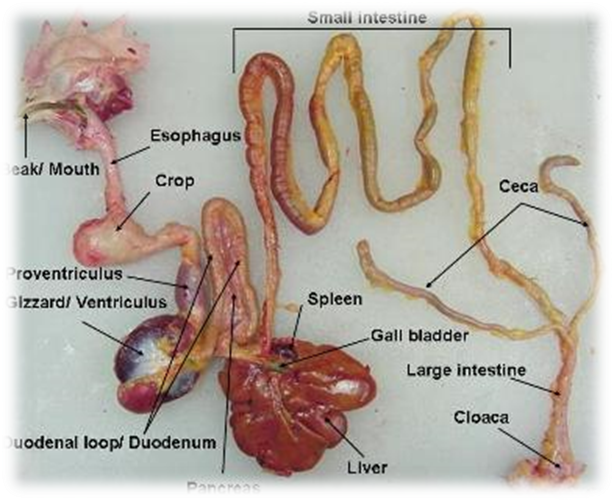 Small intestine
Esophagus
Beak/ Mouth
Crop
Ceca
Proventriculus
Gizzard/ Ventriculus
Spleen
Gall bladder
Large intestine
Cloaca
Duodenal loop/ Duodenum
Liver
Pancreas